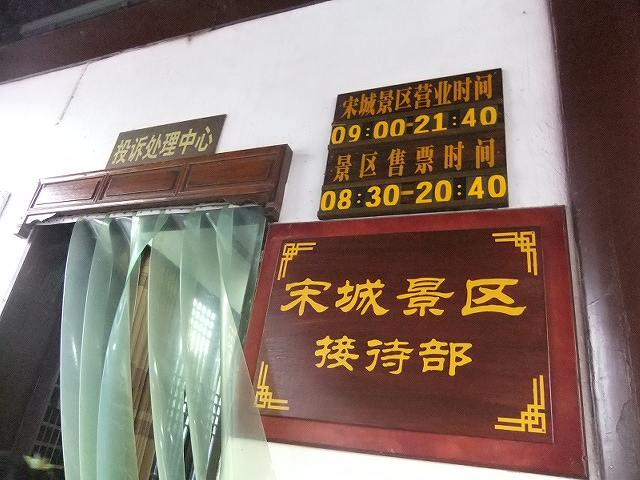 投诉处理中心
宋城景区营业时间
09:00-21:40
景区售票时间
08:30-20:40
宋城景区
接待部